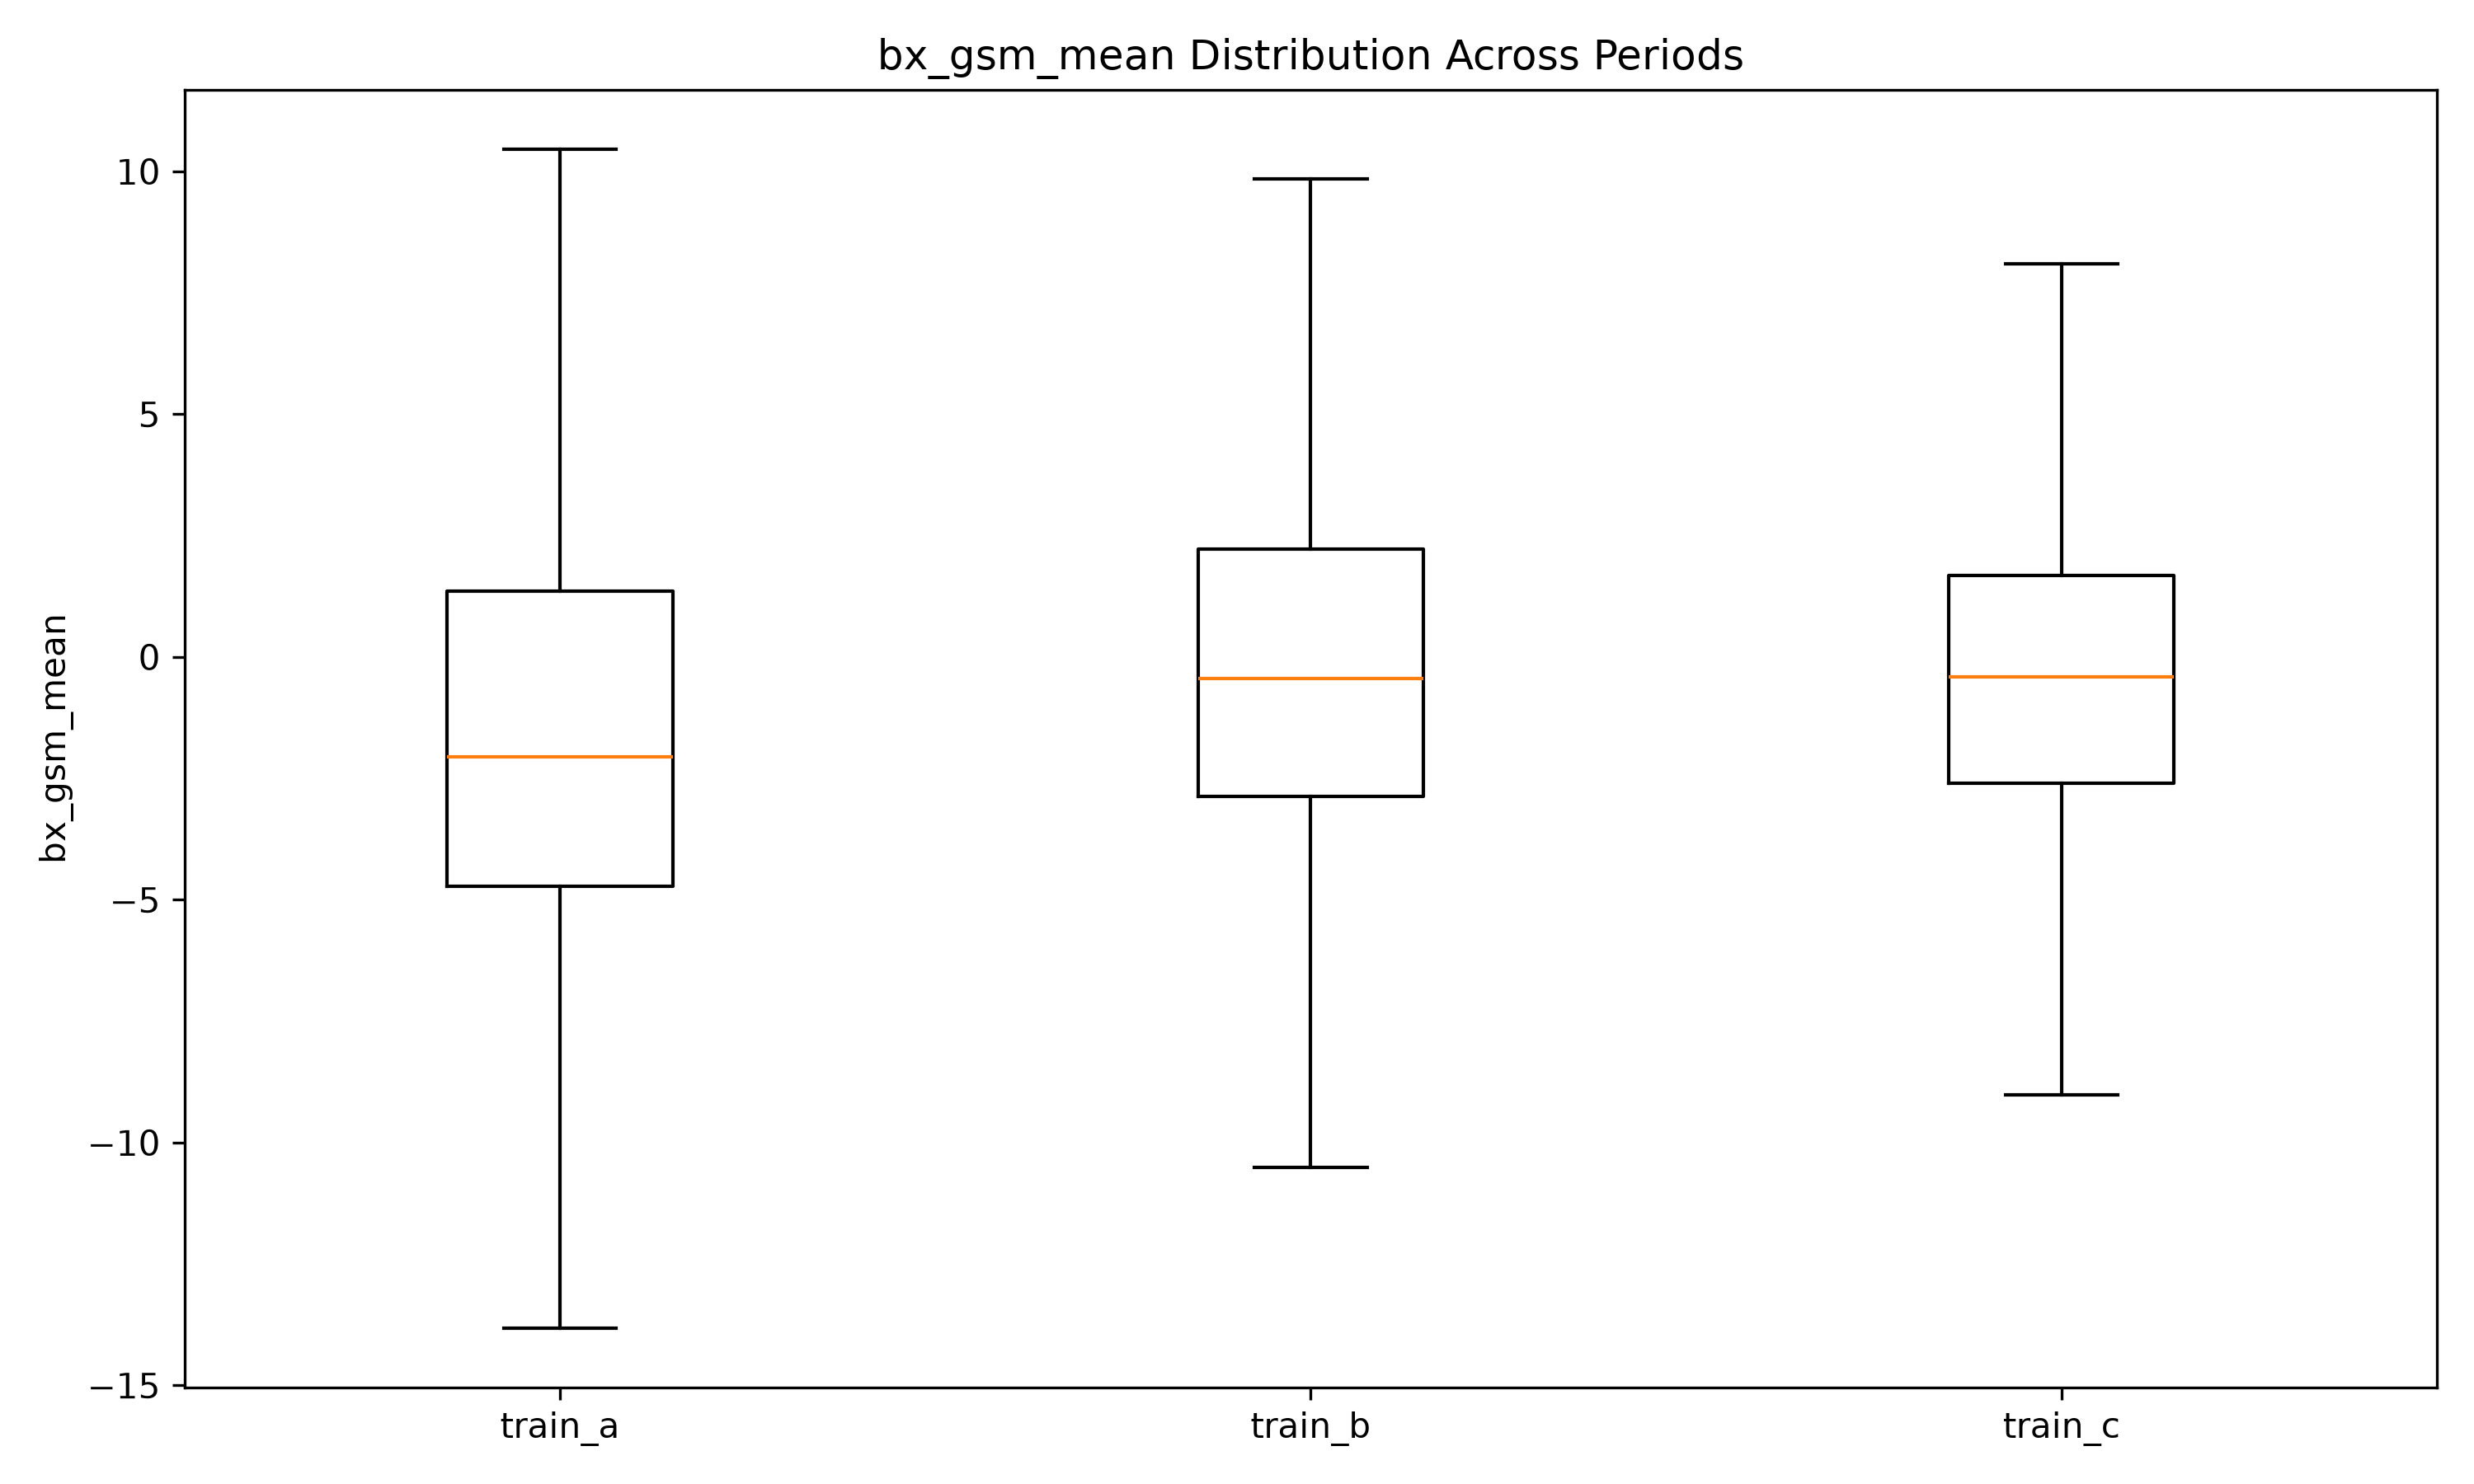 bx_gsm_mean Distribution Across Periods
bx_gsm_mean
10
5
0
−5
−10
−15
train_a
train_b
train_c